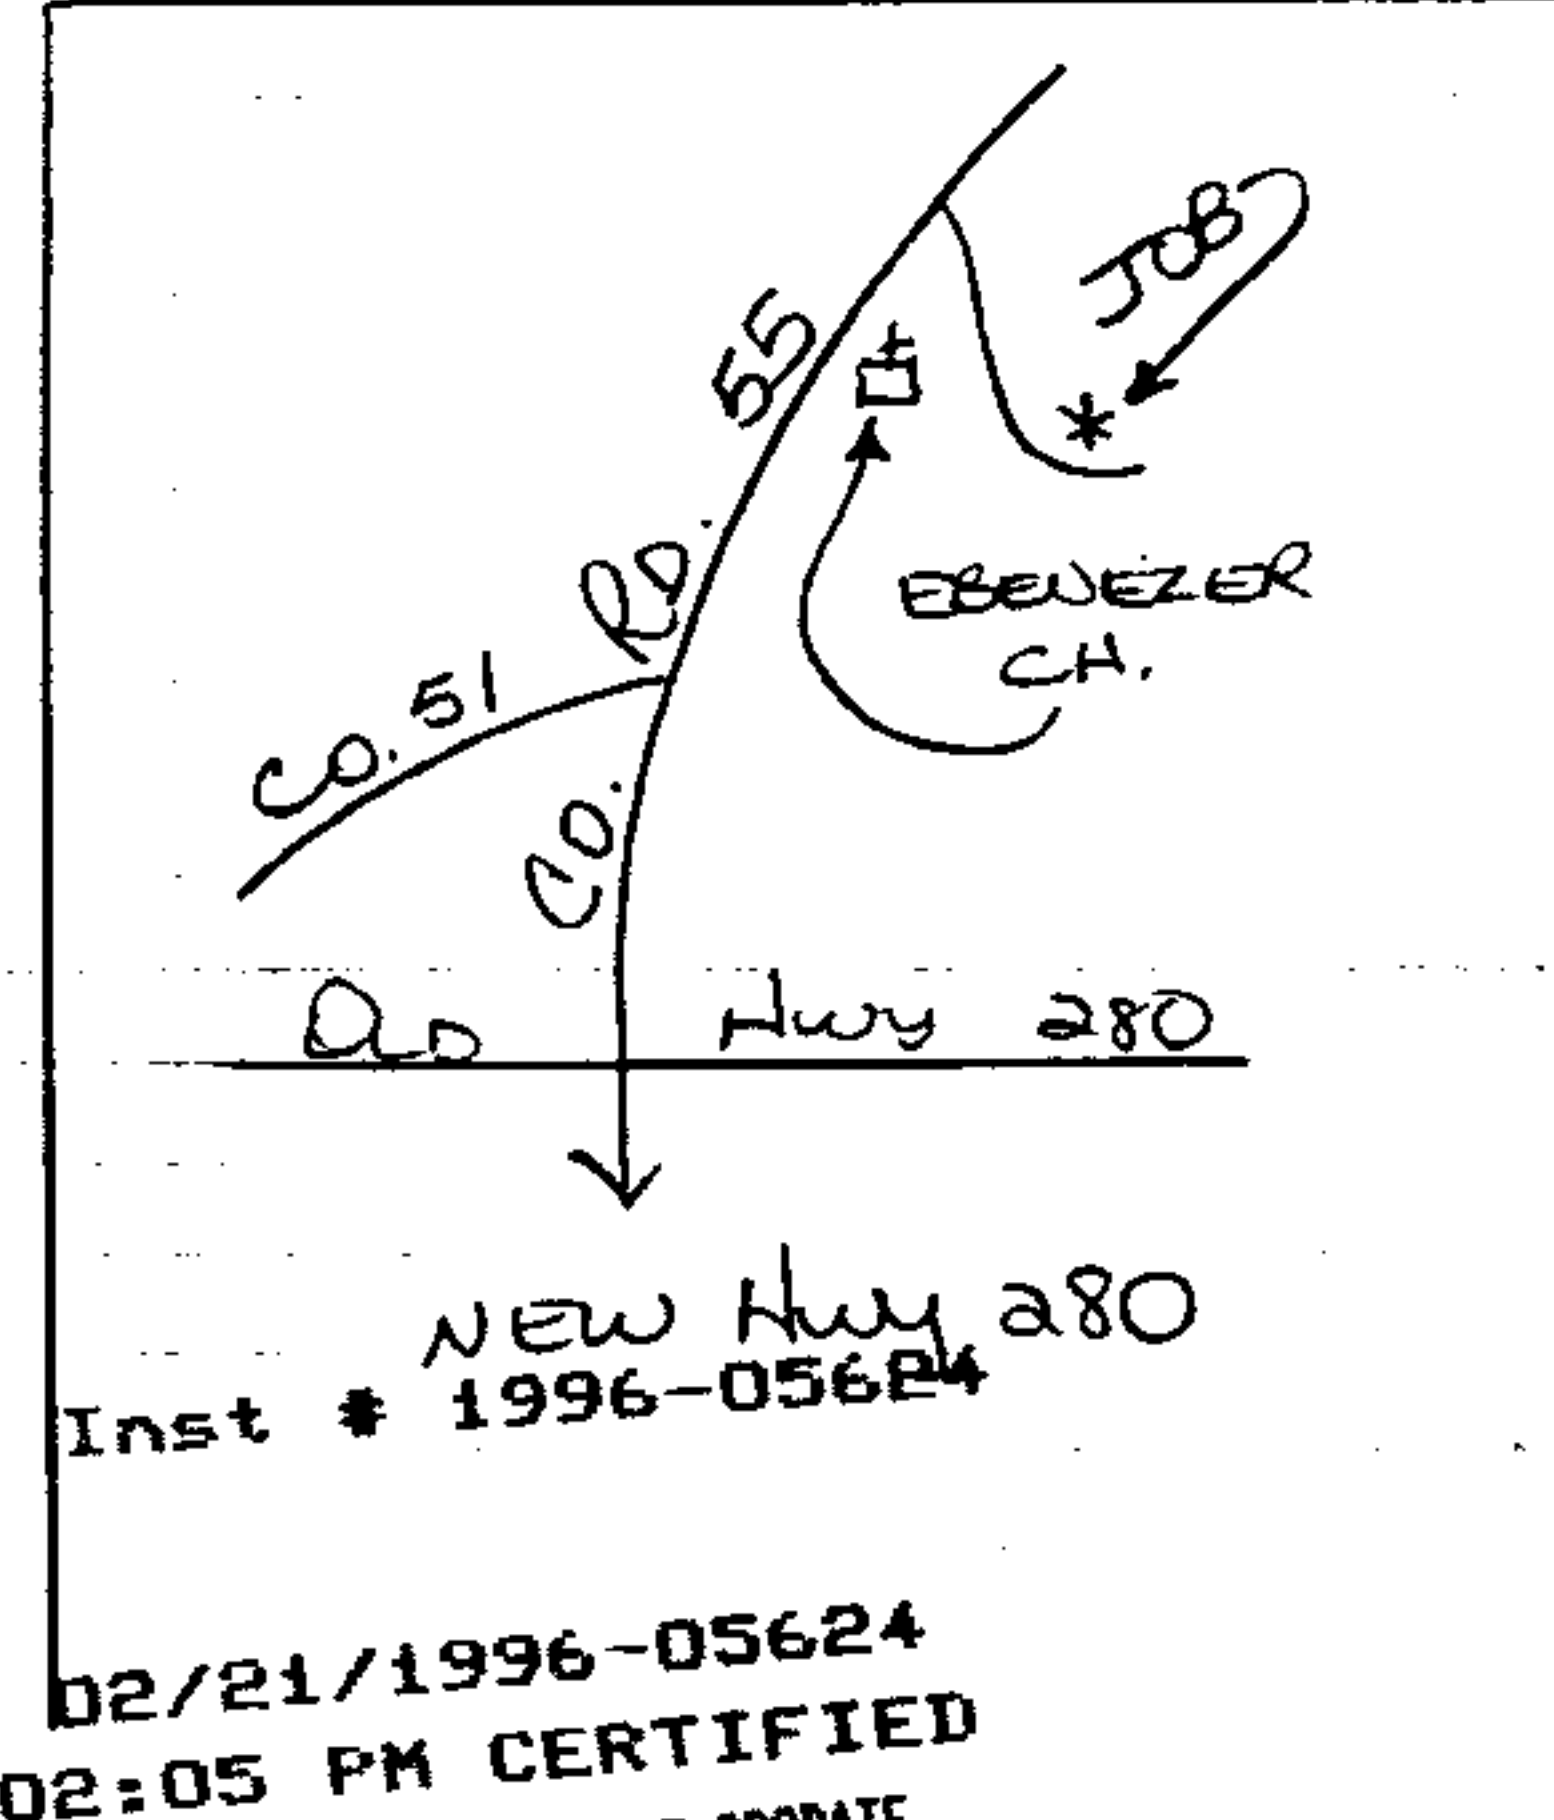 JOB
55
RD.
EBENEZER
CH.
CO. 51
CO.
OLD HWY 280
NEW HWY 280
Inst # 1996-05624
02/21/1996-05624
02:05 PM CERTIFIED